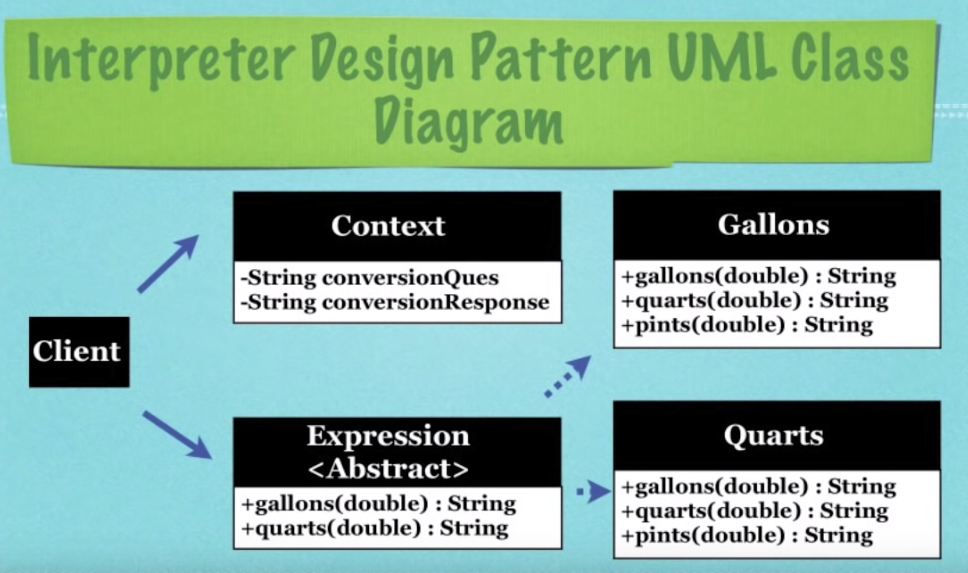 Interpreter Design Pattern UML Class
Diagram
Context
-String conversionQues
-String conversionResponse
Gallons
+gallons(double) : String
+quarts(double) : String
+pints(double) : String
Client
Expression
<Abstract>
+gallons(double) : String
+quarts(double) : String
Quarts
+gallons(double) : String
+quarts(double) : String
+pints(double) : String